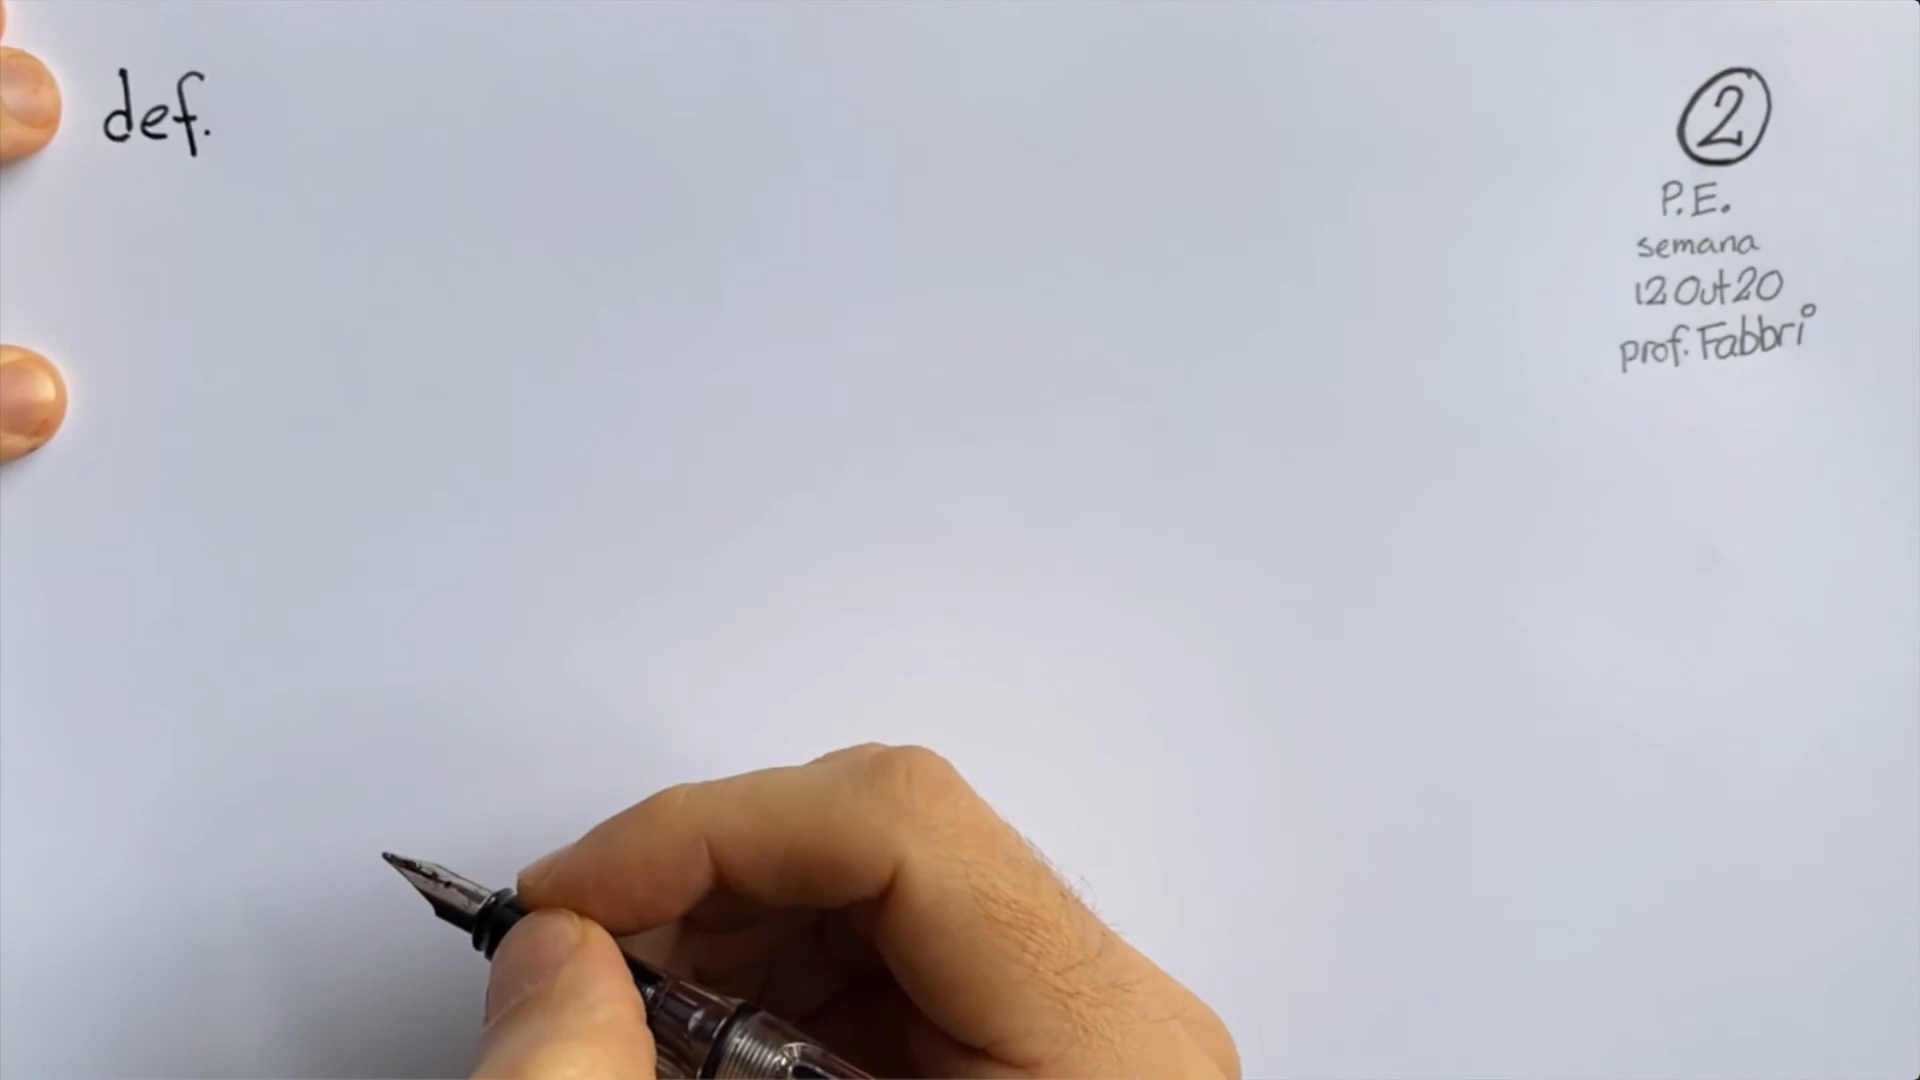 def.
2
P.E.
semana
12 Out 20
prof. Fabbri